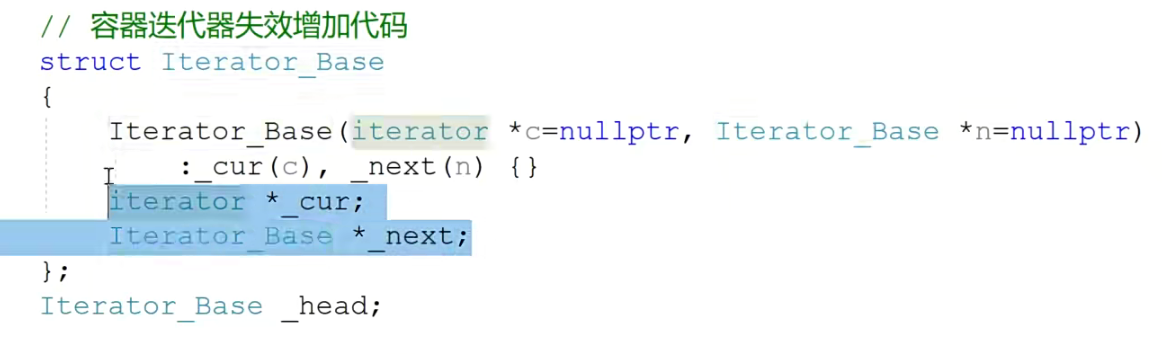 // 容器迭代器失效增加代码
struct Iterator_Base
{
Iterator_Base(iterator *c=nullptr, Iterator_Base *n=nullptr)
:_cur(c), _next(n) {}
iterator *_cur;
Iterator_Base *_next;
};
Iterator_Base _head;